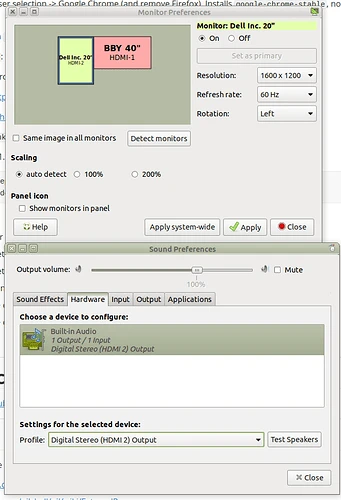 ser selection -> Google Chrome (and remove Firefox). Installs google-chrome-stable, no
Monitor Preferences
Monitor: Dell Inc. 20"
On Off
Set as primary
Dell Inc. 20"
HDMI-2
BBY 40"
HDMI-1
Resolution: 1600 x 1200
Refresh rate: 60 Hz
Rotation: Left
Same image in all monitors Detect monitors
Scaling
auto detect 100% 200%
Panel icon
Show monitors in panel
Help Apply system-wide Apply Close
Sound Preferences
Output volume: Mute
100%
Sound Effects Hardware Input Output Applications
Choose a device to configure:
Built-in Audio
1 Output / 1 Input
Digital Stereo (HDMI 2) Output
Settings for the selected device:
Profile: Digital Stereo (HDMI 2) Output Test Speakers
Close